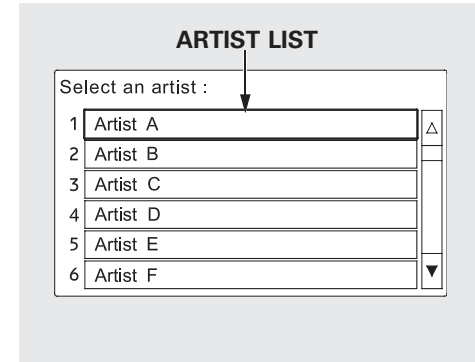 ARTIST LIST
Select an artist :
1 Artist A
2 Artist B
3 Artist C
4 Artist D
5 Artist E
6 Artist F